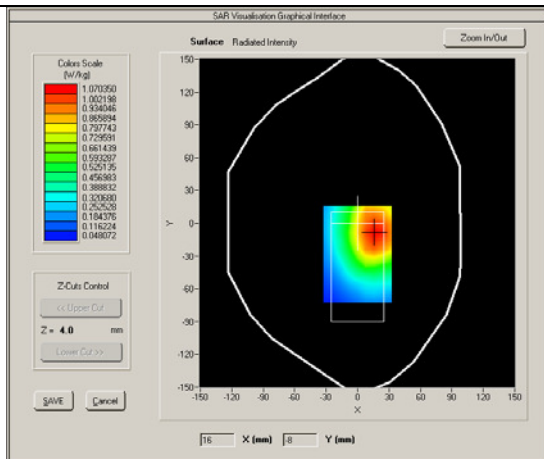 SAR Visualisation Graphical Interface
Surface Radiated Intensity
Zoom In/Out
Colors Scale
(W/kg)
1.070350
1.002198
0.934046
0.865894
0.797743
0.729591
0.661439
0.593287
0.525135
0.456983
0.388832
0.320680
0.252528
0.184376
0.116224
0.048072
Z-Cuts Control
<< Upper Cut
Z = 4.0 mm
Lower Cut >>
SAVE
Cancel
150
120
90
60
30
0
-30
-60
-90
-120
-150
Y
-150 -120 -90 -60 -30 0 30 60 90 120 150
X
16 X (mm) -8 Y (mm)